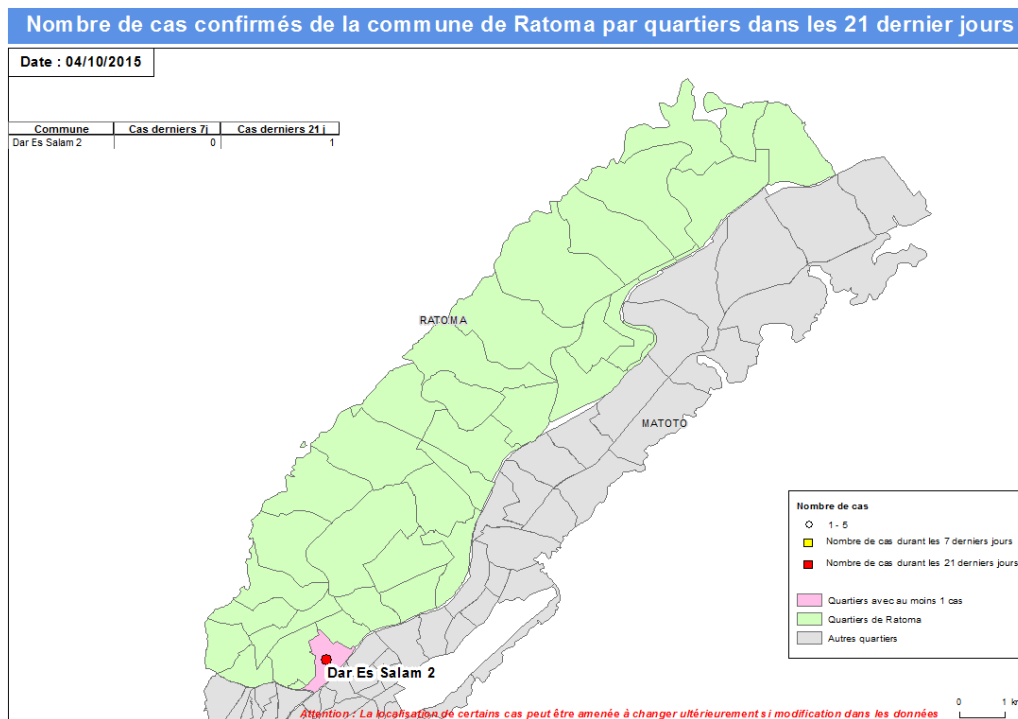 Nombre de cas confirmés de la commune de Ratoma par quartiers dans les 21 dernier jours
Date : 04/10/2015
Commune Cas derniers 7j Cas derniers 21 j
Dar Es Salam 2 0 1
RATOMA
MATOTO
Nombre de cas
1 - 5
Nombre de cas durant les 7 derniers jours
Nombre de cas durant les 21 derniers jours
Quartiers avec au moins 1 cas
Quartiers de Ratoma
Autres quartiers
Dar Es Salam 2
0 1 km
Attention : La localisation de certains cas peut être amenée à changer ultérieurement si modification dans les données